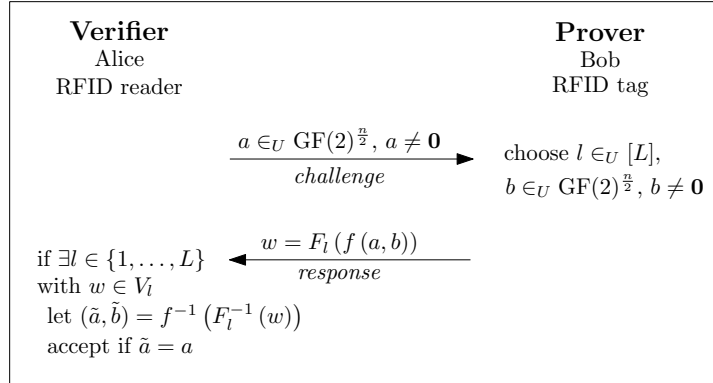 Verifier
Alice
RFID reader
Prover
Bob
RFID tag
a ∈_U GF(2)^{n/2}, a ≠ 𝟎
challenge
choose l ∈_U [L],
b ∈_U GF(2)^{n/2}, b ≠ 𝟎
w = F_l (f (a, b))
response
if ∃l ∈ {1, . . . , L}
with w ∈ V_l
let (ã, b̃) = f^{−1} (F_l^{−1} (w))
accept if ã = a